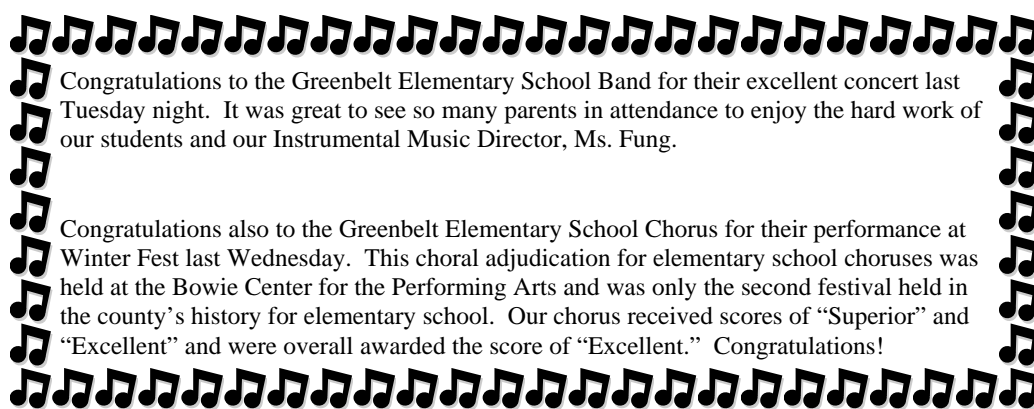 Congratulations to the Greenbelt Elementary School Band for their excellent concert last
Tuesday night.  It was great to see so many parents in attendance to enjoy the hard work of
our students and our Instrumental Music Director, Ms. Fung.
Congratulations also to the Greenbelt Elementary School Chorus for their performance at
Winter Fest last Wednesday.  This choral adjudication for elementary school choruses was
held at the Bowie Center for the Performing Arts and was only the second festival held in
the county’s history for elementary school.  Our chorus received scores of “Superior” and
“Excellent” and were overall awarded the score of “Excellent.”  Congratulations!